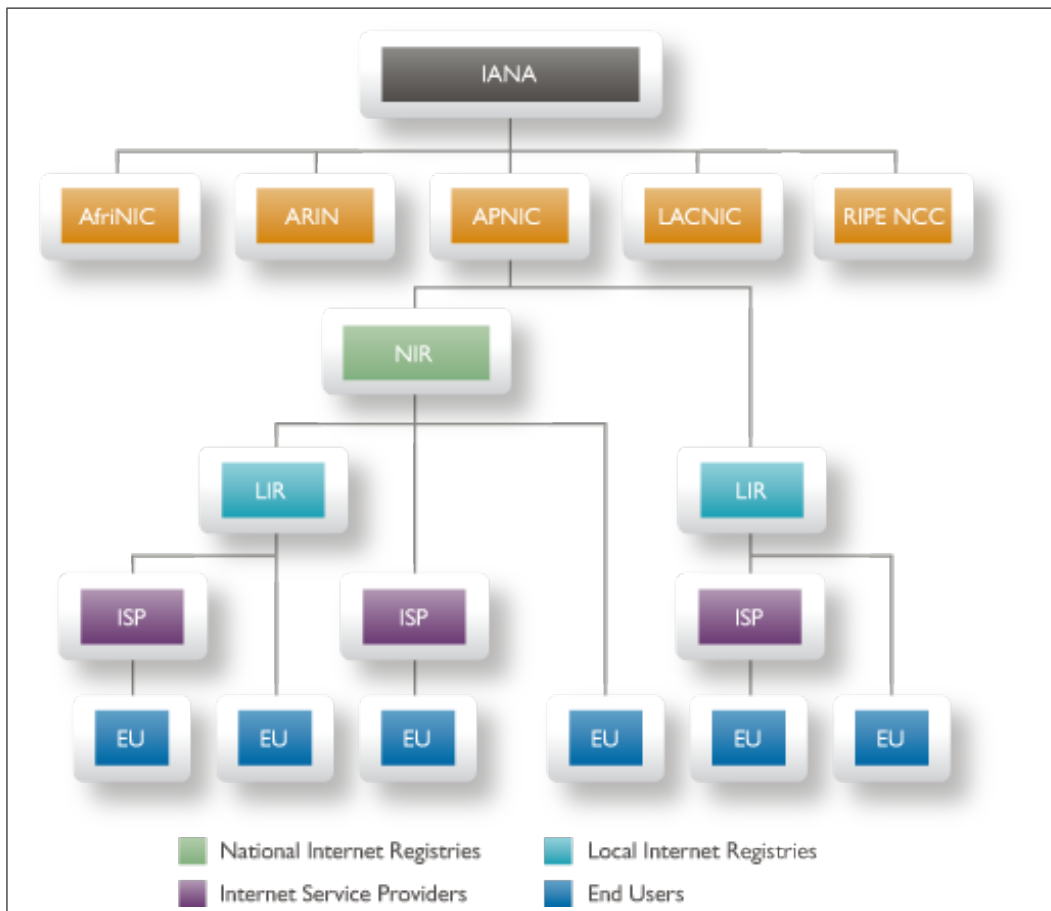 IANA
AfriNIC
ARIN
APNIC
LACNIC
RIPE NCC
NIR
LIR
LIR
ISP
ISP
ISP
EU
EU
EU
EU
EU
EU
National Internet Registries
Local Internet Registries
Internet Service Providers
End Users